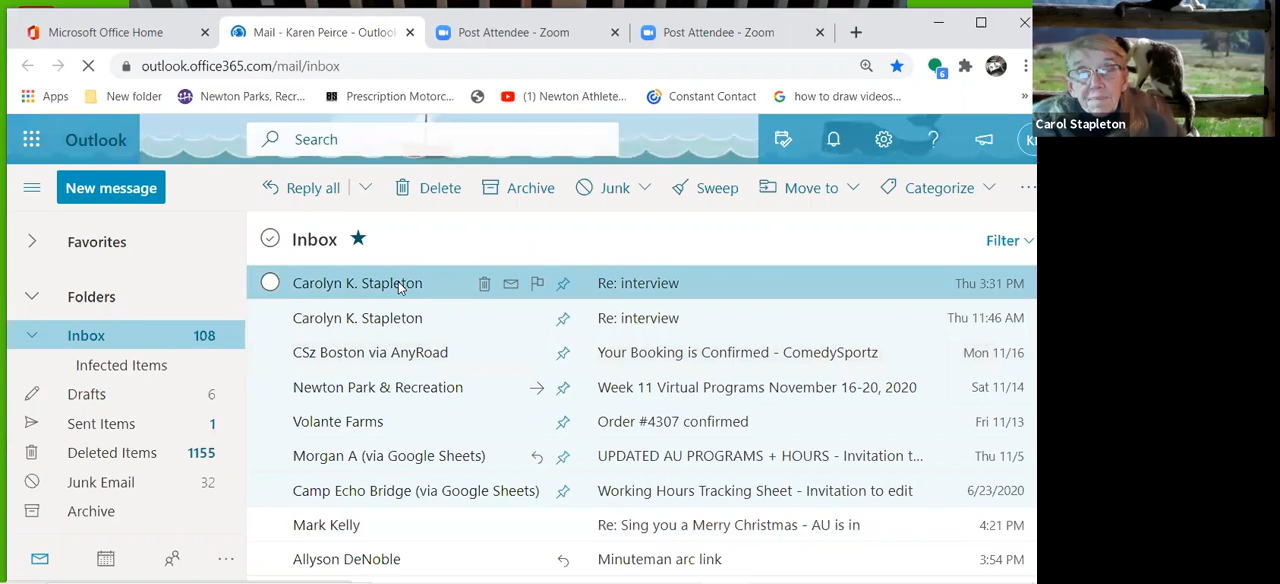 Microsoft Office Home
Mail - Karen Peirce - Outloo
Post Attendee - Zoom
Post Attendee - Zoom
outlook.office365.com/mail/inbox
6
Apps
New folder
Newton Parks, Recr...
Prescription Motorc...
(1) Newton Athlete...
Constant Contact
how to draw videos...
»
Carol Stapleton
Outlook
Search
New message
Reply all
Delete
Archive
Junk
Sweep
Move to
Categorize
Favorites
Folders
Inbox 108
Infected Items
Drafts 6
Sent Items 1
Deleted Items 1155
Junk Email 32
Archive
Inbox
Filter
Carolyn K. Stapleton Re: interview Thu 3:31 PM
Carolyn K. Stapleton Re: interview Thu 11:46 AM
CSz Boston via AnyRoad Your Booking is Confirmed - ComedySportz Mon 11/16
Newton Park & Recreation Week 11 Virtual Programs November 16-20, 2020 Sat 11/14
Volante Farms Order #4307 confirmed Fri 11/13
Morgan A (via Google Sheets) UPDATED AU PROGRAMS + HOURS - Invitation t... Thu 11/5
Camp Echo Bridge (via Google Sheets) Working Hours Tracking Sheet - Invitation to edit 6/23/2020
Mark Kelly Re: Sing you a Merry Christmas - AU is in 4:21 PM
Allyson DeNoble Minuteman arc link 3:54 PM